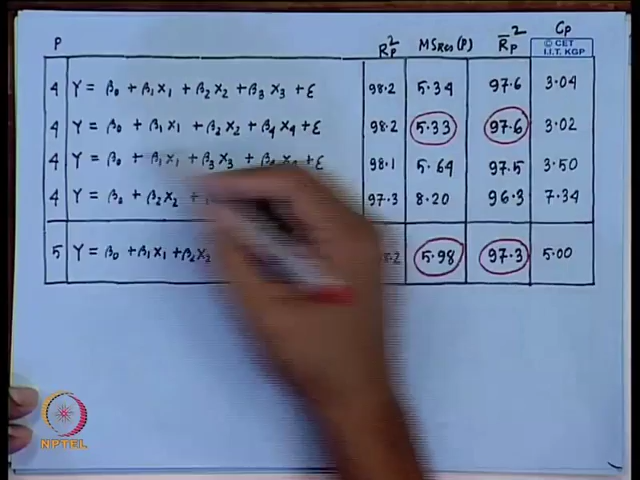 P R_P^2 MS_Res(P) R̄_P^2 C_P
© CET I.I.T. KGP
4 Y = β₀ + β₁X₁ + β₂X₂ + β₃X₃ + ε 98.2 5.34 97.6 3.04
4 Y = β₀ + β₁X₁ + β₂X₂ + β₄X₄ + ε 98.2 5.33 97.6 3.02
4 Y = β₀ + β₁X₁ + β₃X₃ + + ε 98.1 5.64 97.5 3.50
4 Y = β₀ + β₂X₂ + 97.3 8.20 96.3 7.34
5 Y = β₀ + β₁X₁ + β₂X₂ 5.98 97.3 5.00
NPTEL